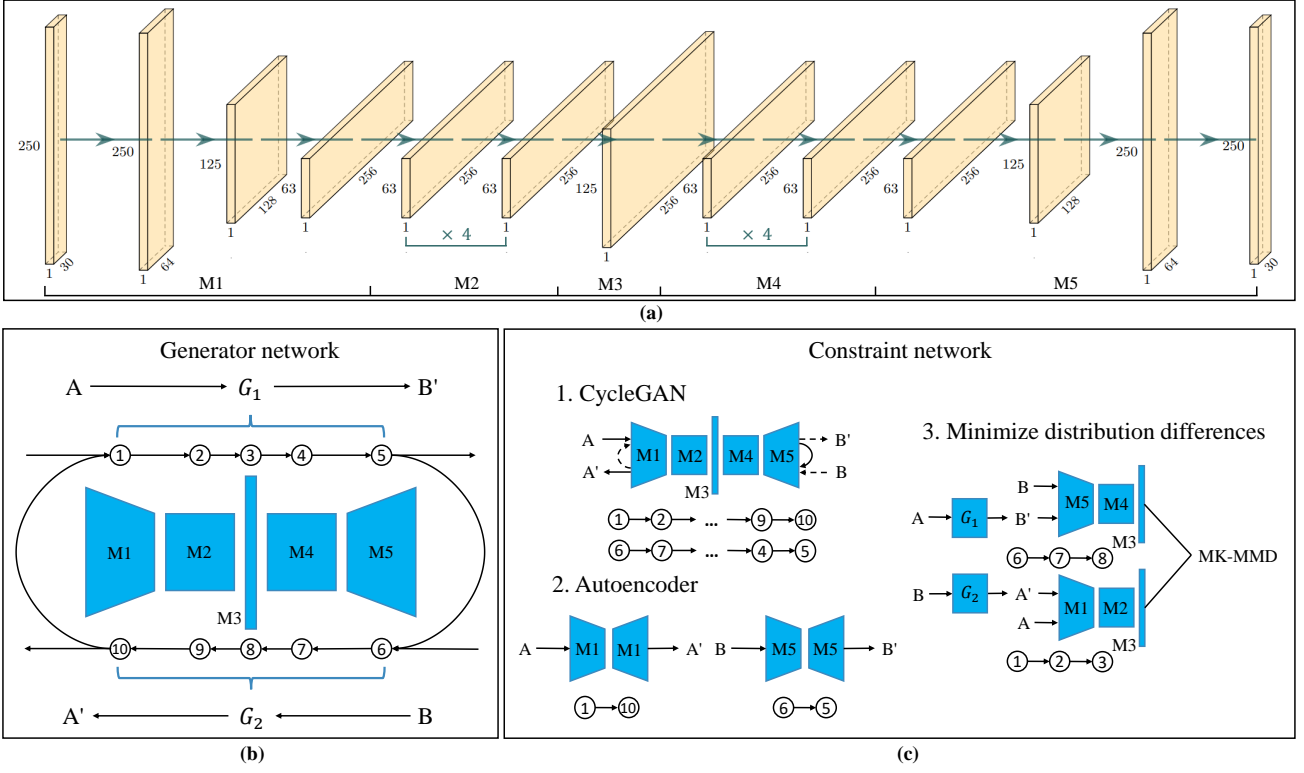 250
1
30
250
1
64
125
1
128
63
1
256
63
1
256
× 4
63
1
256
125
1
256
63
1
256
× 4
63
1
256
63
1
256
125
1
128
250
1
64
250
1
30
M1 M2 M3 M4 M5
(a)
Generator network
A G₁ B'
① ② ③ ④ ⑤
M1 M2 M4 M5
M3
⑩ ⑨ ⑧ ⑦ ⑥
A' G₂ B
(b)
Constraint network
1. CycleGAN
A B'
M1 M2 M4 M5
A' B
M3
① ② ... ⑨ ⑩
⑥ ⑦ ... ④ ⑤
2. Autoencoder
A M1 M1 A' B M5 M5 B'
① ⑩ ⑥ ⑤
3. Minimize distribution differences
B
M5 M4
A G₁ B'
M3
⑥ ⑦ ⑧
MK-MMD
B G₂ A'
M1 M2
A
M3
① ② ③
(c)